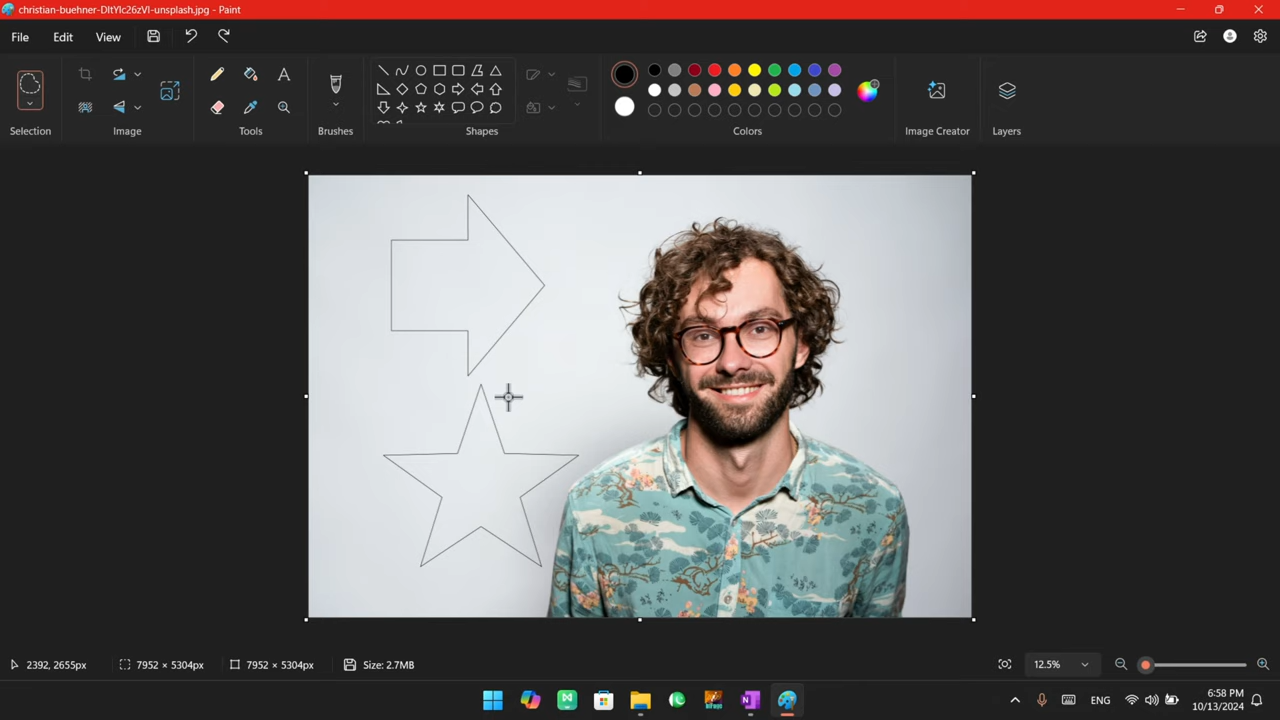 christian-buehner-DItYlc26zVI-unsplash.jpg - Paint
File Edit View
Selection Image Tools Brushes Shapes Colors Image Creator Layers
2392, 2655px 7952 × 5304px 7952 × 5304px Size: 2.7MB 12.5%
ENG 6:58 PM
10/13/2024